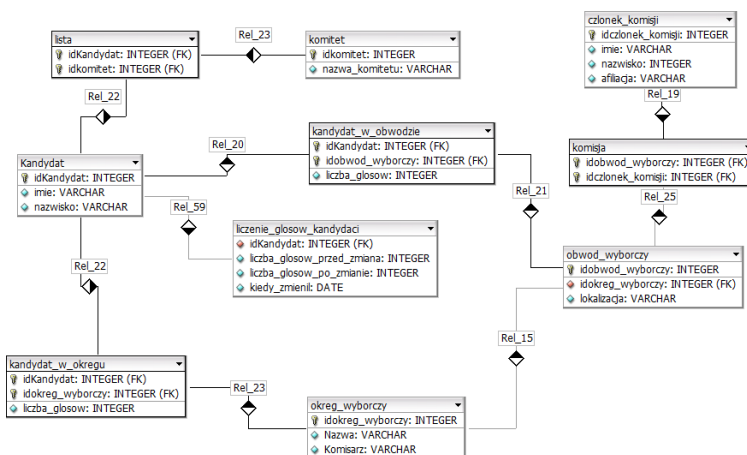 lista
idKandydat: INTEGER (FK)
idkomitet: INTEGER (FK)
Rel_23
komitet
idkomitet: INTEGER
nazwa_komitetu: VARCHAR
czlonek_komisji
idczlonek_komisji: INTEGER
imie: VARCHAR
nazwisko: INTEGER
afiliacja: VARCHAR
Rel_22
Rel_19
Kandydat
idKandydat: INTEGER
imie: VARCHAR
nazwisko: VARCHAR
Rel_20
kandydat_w_obwodzie
idKandydat: INTEGER (FK)
idobwod_wyborczy: INTEGER (FK)
liczba_glosow: INTEGER
komisja
idobwod_wyborczy: INTEGER (FK)
idczlonek_komisji: INTEGER (FK)
Rel_21
Rel_25
Rel_59
liczenie_glosow_kandydaci
idKandydat: INTEGER (FK)
liczba_glosow_przed_zmiana: INTEGER
liczba_glosow_po_zmianie: INTEGER
kiedy_zmienil: DATE
obwod_wyborczy
idobwod_wyborczy: INTEGER
idokreg_wyborczy: INTEGER (FK)
lokalizacja: VARCHAR
Rel_22
Rel_15
kandydat_w_okregu
idKandydat: INTEGER (FK)
idokreg_wyborczy: INTEGER (FK)
liczba_glosow: INTEGER
Rel_23
okreg_wyborczy
idokreg_wyborczy: INTEGER
Nazwa: VARCHAR
Komisarz: VARCHAR